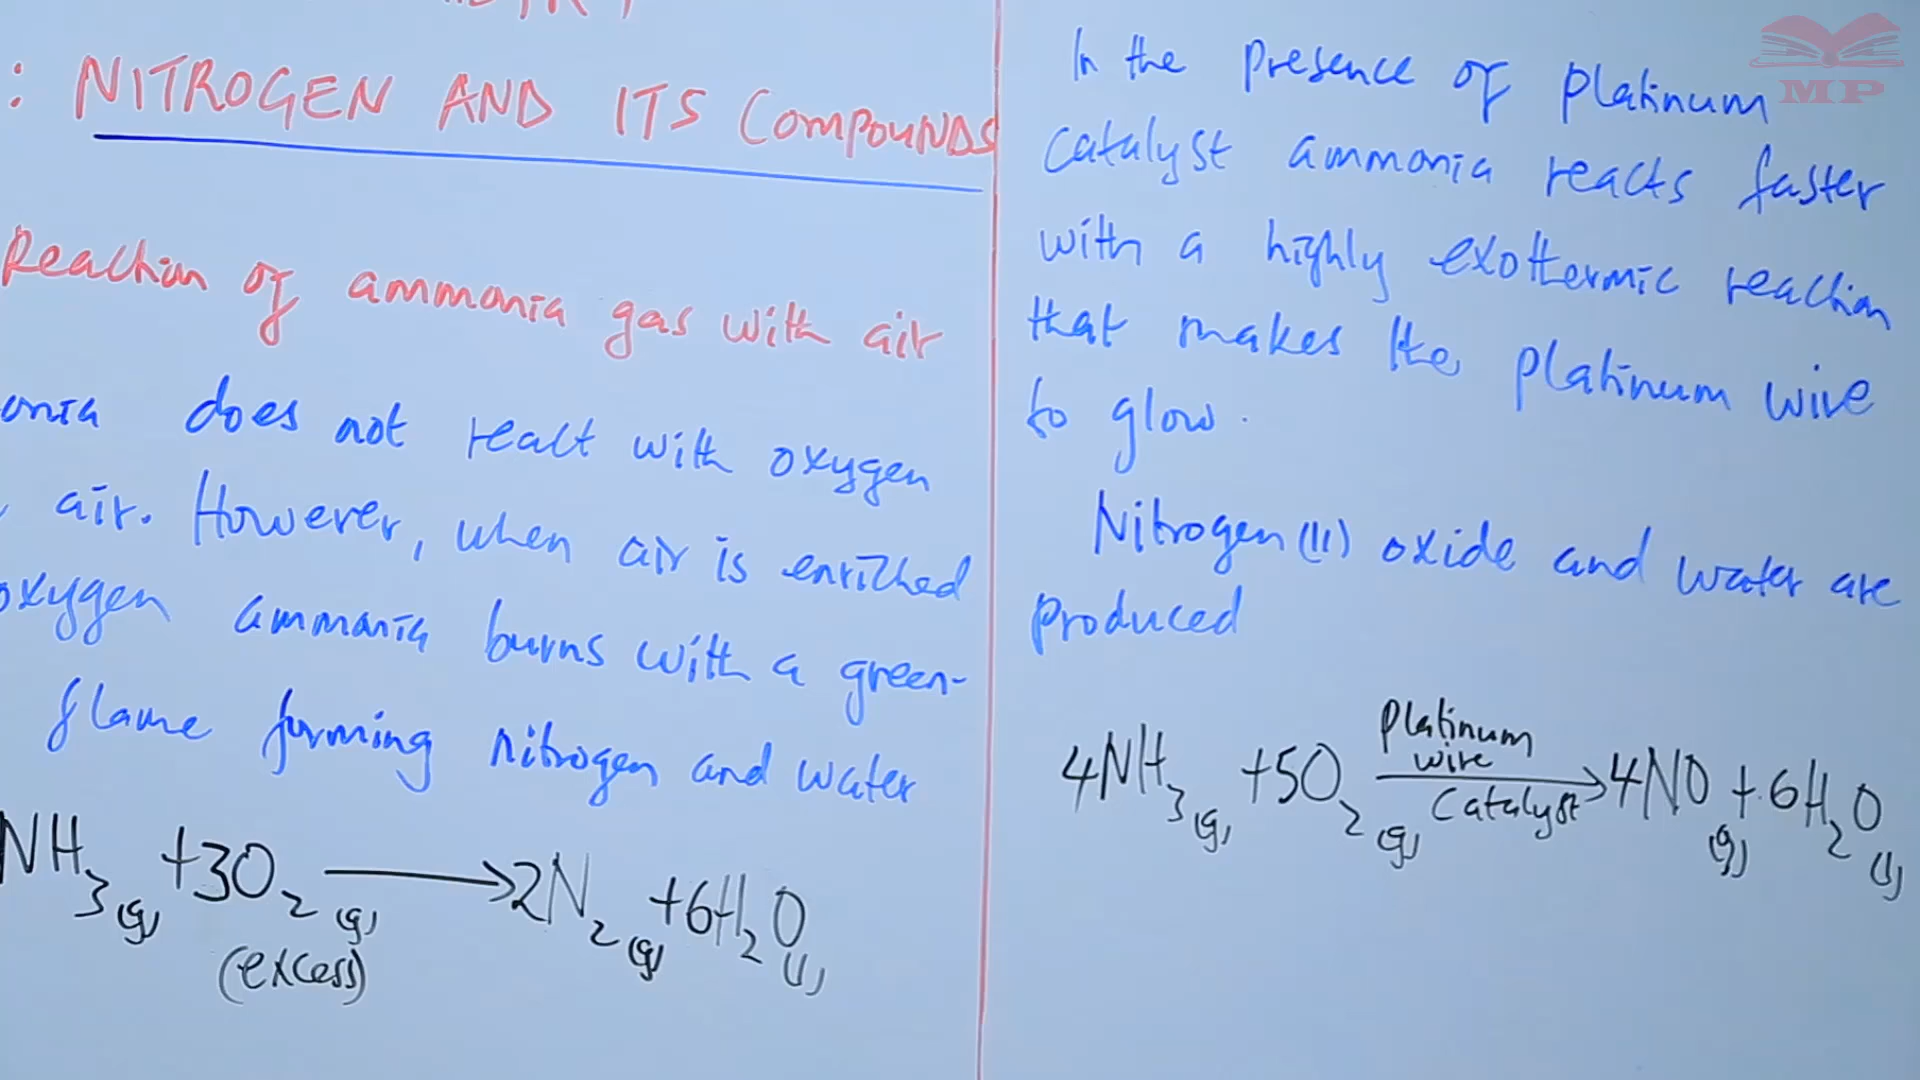 : NITROGEN AND ITS COMPOUNDS
Reaction of ammonia gas with air
onia does not react with oxygen
air. However, when air is enriched
oxygen ammonia burns with a green-
flame forming nitrogen and water
NH₃(g) + 3O₂(g) → 2N₂(g) + 6H₂O(l)
(excess)
In the presence of platinum
catalyst ammonia reacts faster
with a highly exothermic reaction
that makes the platinum wire
to glow.
Nitrogen(II) oxide and water are
produced
4NH₃(g) + 5O₂(g) platinum wire catalyst → 4NO(g) + 6H₂O(l)
MP